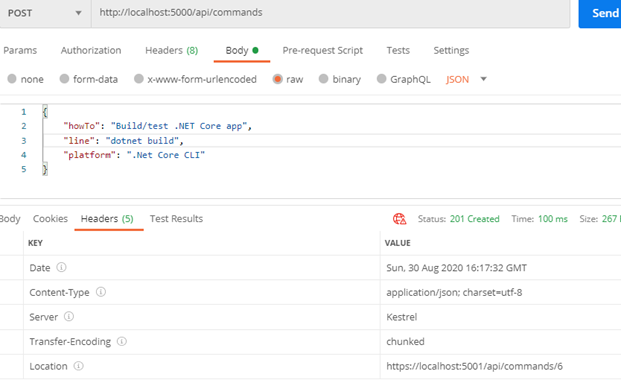 POST http://localhost:5000/api/commands Send
Params Authorization Headers (8) Body Pre-request Script Tests Settings
none form-data x-www-form-urlencoded raw binary GraphQL JSON
1 {
2 "howTo": "Build/test .NET Core app",
3 "line": "dotnet build",
4 "platform": ".Net Core CLI"
5 }
Body Cookies Headers (5) Test Results Status: 201 Created Time: 100 ms Size: 267
KEY VALUE
Date Sun, 30 Aug 2020 16:17:32 GMT
Content-Type application/json; charset=utf-8
Server Kestrel
Transfer-Encoding chunked
Location https://localhost:5001/api/commands/6